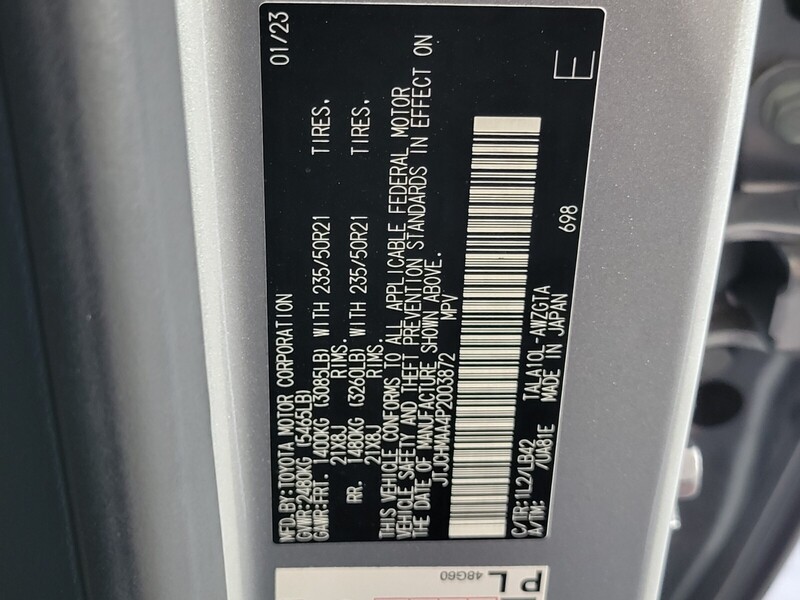 MFD.BY:TOYOTA MOTOR CORPORATION 01/23
GVWR:2480KG (5465LB)
GAWR:FRT. 1400KG (3085LB) WITH 235/50R21 TIRES.
21X8J RIMS.
RR. 1480KG (3260LB) WITH 235/50R21 TIRES.
21X8J RIMS.
THIS VEHICLE CONFORMS TO ALL APPLICABLE FEDERAL MOTOR
VEHICLE SAFETY AND THEFT PREVENTION STANDARDS IN EFFECT ON
THE DATE OF MANUFACTURE SHOWN ABOVE.
JTJCHMAA4P2003872 MPV
E
C/TR:1L2/LB42 TALA10L-AWZGTA 698
A/TM: /UA81E MADE IN JAPAN
PL
48G60